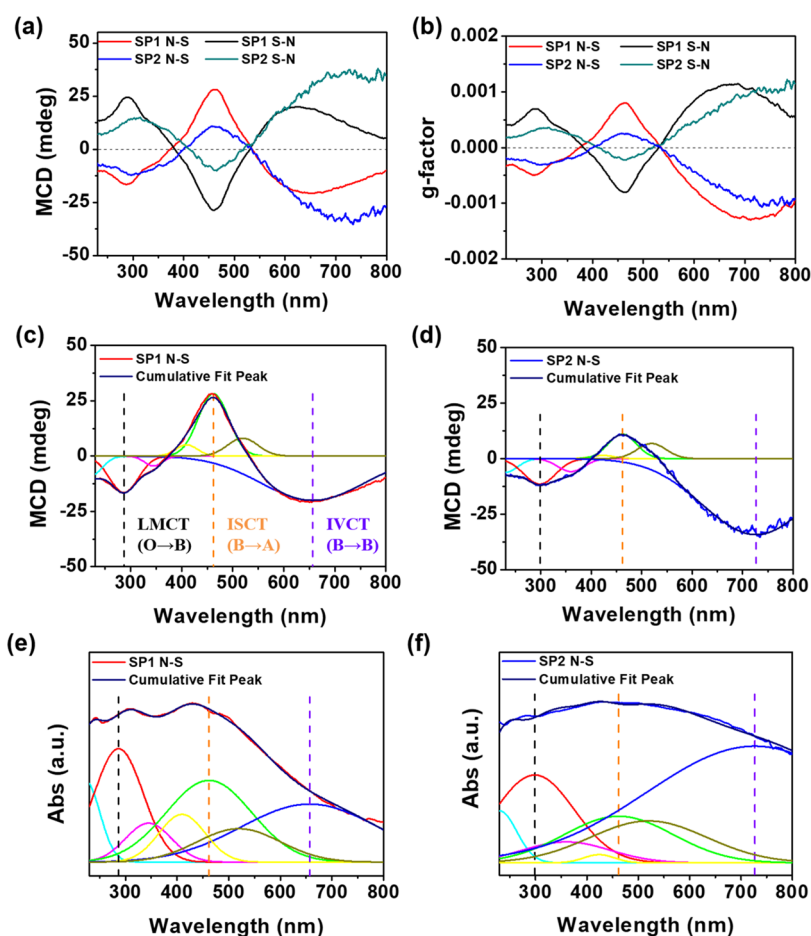 (a)
SP1 N-S SP1 S-N
SP2 N-S SP2 S-N
MCD (mdeg)
50
25
0
-25
-50
300 400 500 600 700 800
Wavelength (nm)
(b)
SP1 N-S SP1 S-N
SP2 N-S SP2 S-N
g-factor
0.002
0.001
0.000
-0.001
-0.002
300 400 500 600 700 800
Wavelength (nm)
(c)
SP1 N-S
Cumulative Fit Peak
MCD (mdeg)
50
25
0
-25
-50
LMCT ISCT IVCT
(O→B) (B→A) (B→B)
300 400 500 600 700 800
Wavelength (nm)
(d)
SP2 N-S
Cumulative Fit Peak
MCD (mdeg)
50
25
0
-25
-50
300 400 500 600 700 800
Wavelength (nm)
(e)
SP1 N-S
Cumulative Fit Peak
Abs (a.u.)
300 400 500 600 700 800
Wavelength (nm)
(f)
SP2 N-S
Cumulative Fit Peak
Abs (a.u.)
300 400 500 600 700 800
Wavelength (nm)